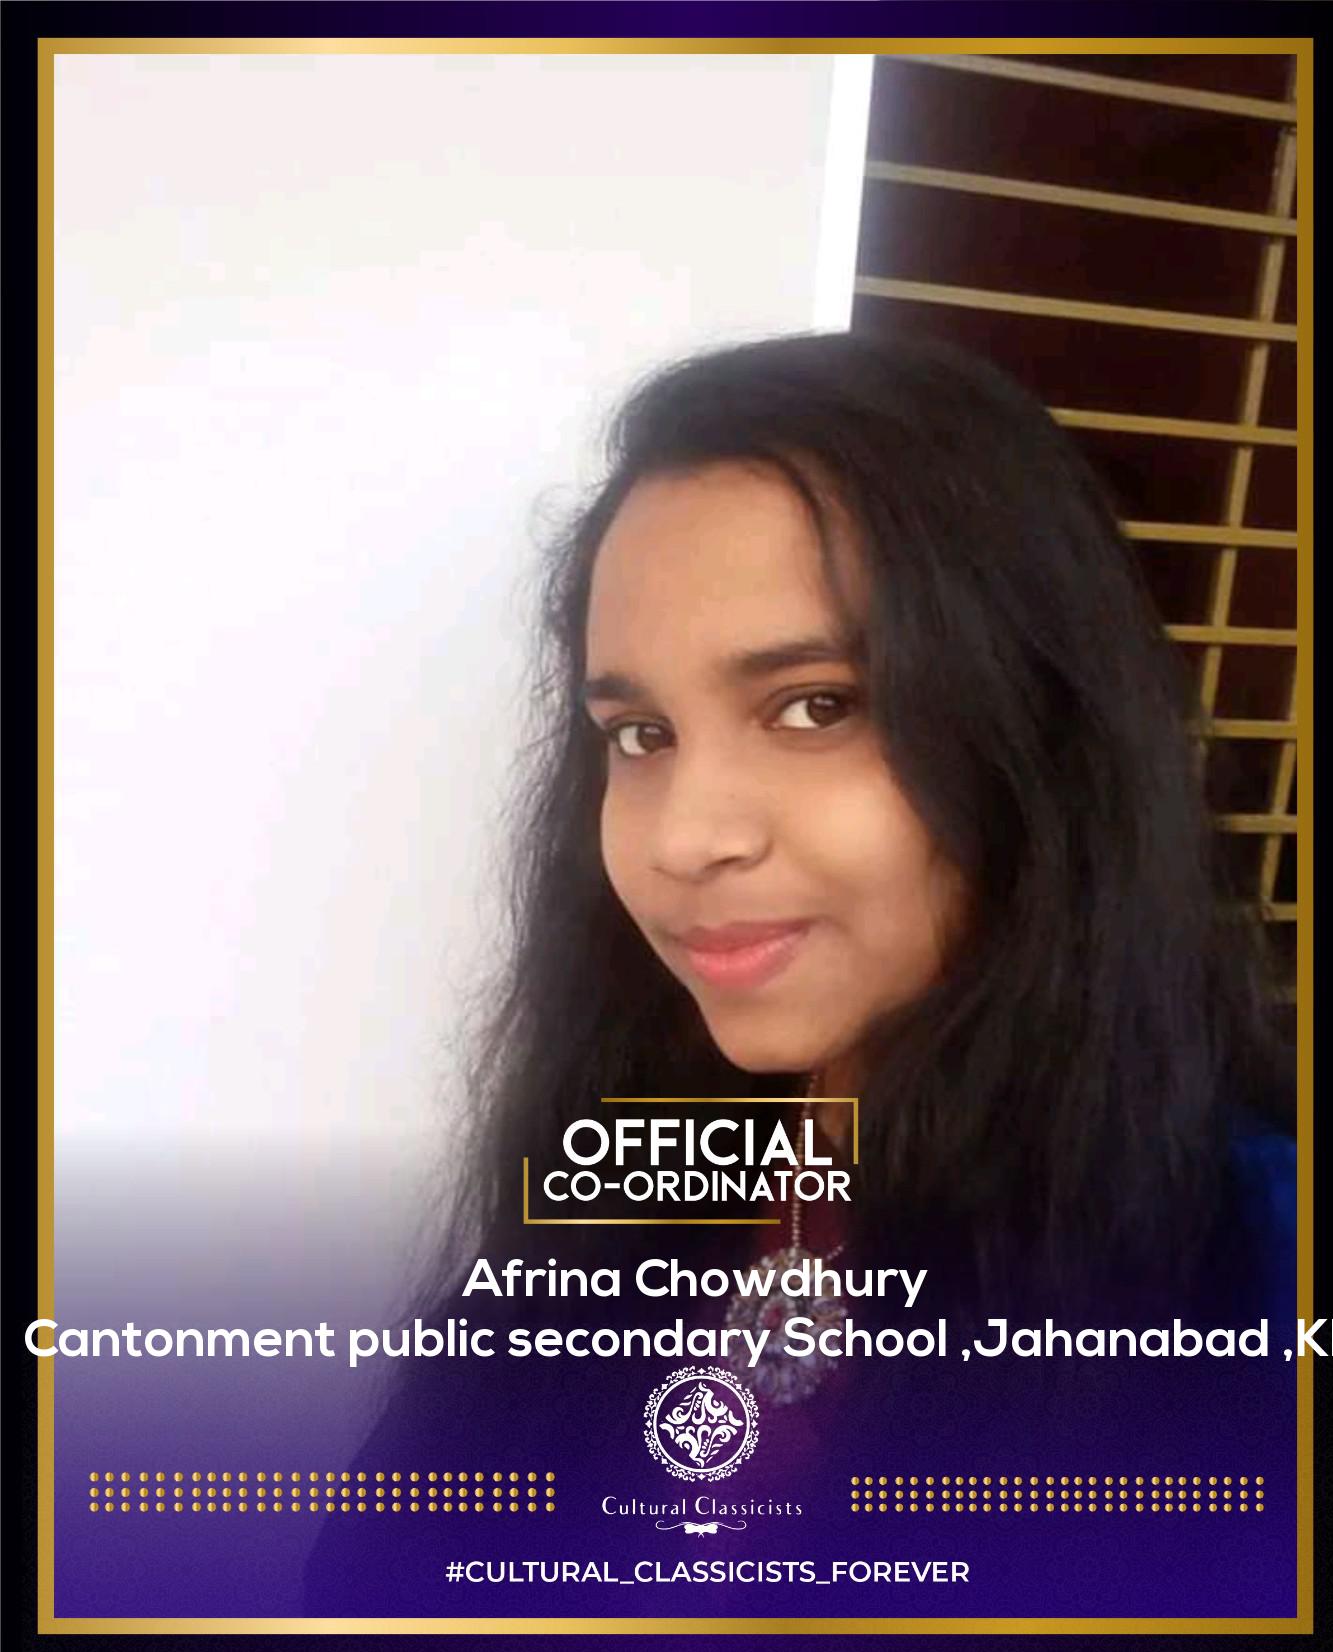 OFFICIAL
CO-ORDINATOR
Afrina Chowdhury
Cantonment public secondary School ,Jahanabad ,K
Cultural Classicists
#CULTURAL_CLASSICISTS_FOREVER